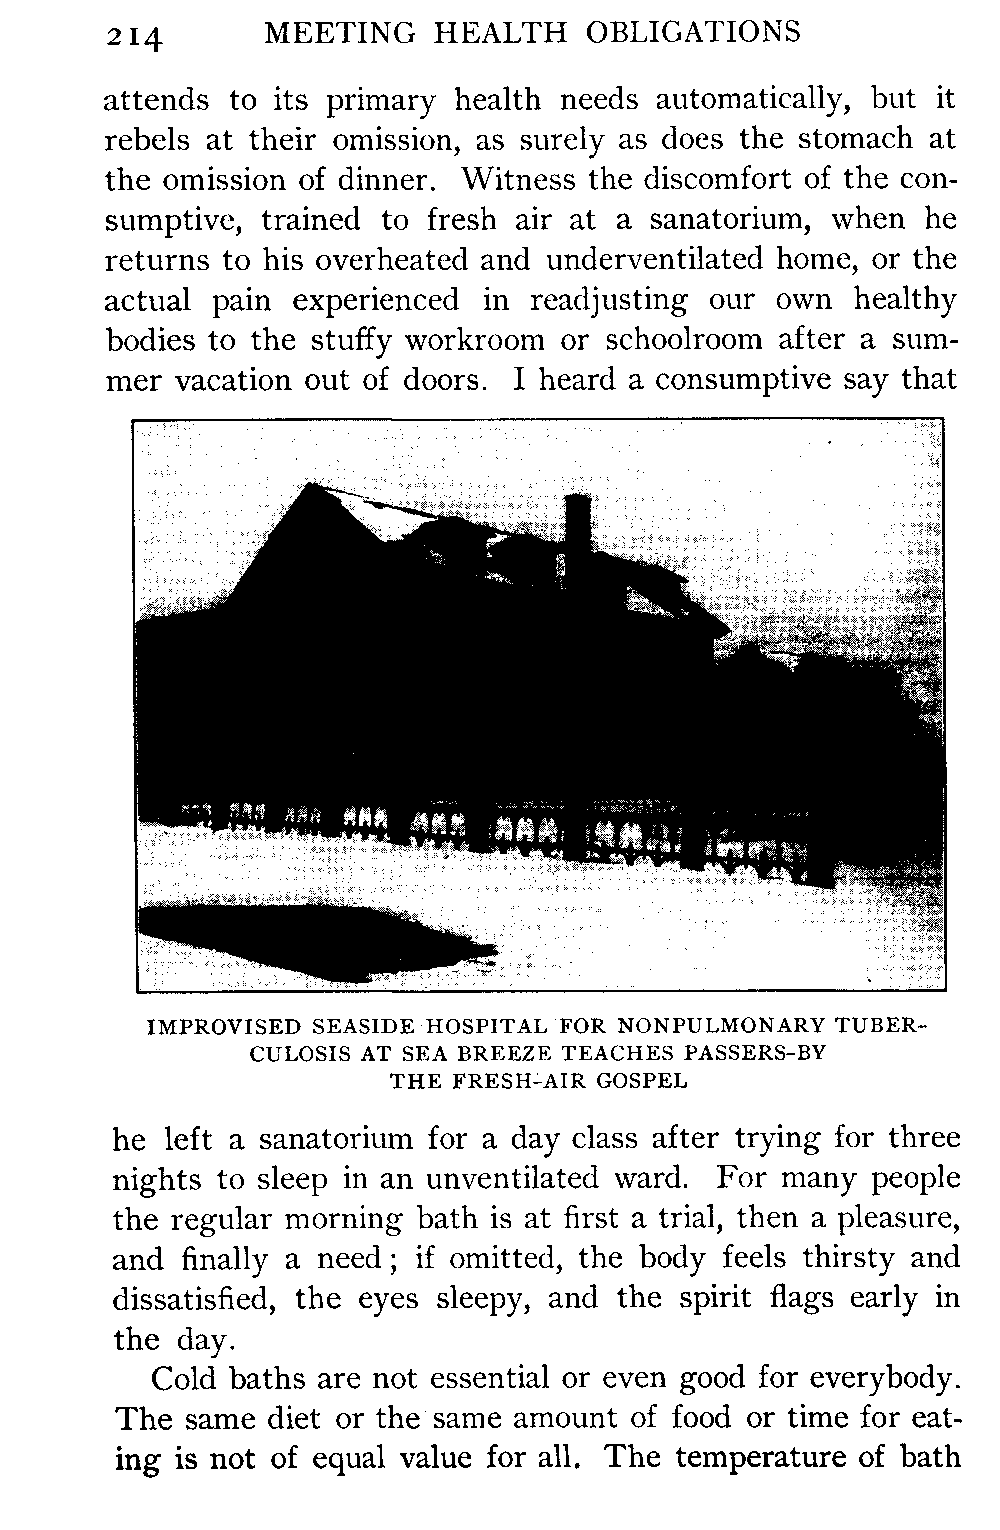 214 MEETING HEALTH OBLIGATIONS
attends to its primary health needs automatically, but it
rebels at their omission, as surely as does the stomach at
the omission of dinner. Witness the discomfort of the con-
sumptive, trained to fresh air at a sanatorium, when he
returns to his overheated and underventilated home, or the
actual pain experienced in readjusting our own healthy
bodies to the stuffy workroom or schoolroom after a sum-
mer vacation out of doors. I heard a consumptive say that
IMPROVISED SEASIDE HOSPITAL FOR NONPULMONARY TUBER-
CULOSIS AT SEA BREEZE TEACHES PASSERS-BY
THE FRESH-AIR GOSPEL
he left a sanatorium for a day class after trying for three
nights to sleep in an unventilated ward. For many people
the regular morning bath is at first a trial, then a pleasure,
and finally a need; if omitted, the body feels thirsty and
dissatisfied, the eyes sleepy, and the spirit flags early in
the day.
Cold baths are not essential or even good for everybody.
The same diet or the same amount of food or time for eat-
ing is not of equal value for all. The temperature of bath